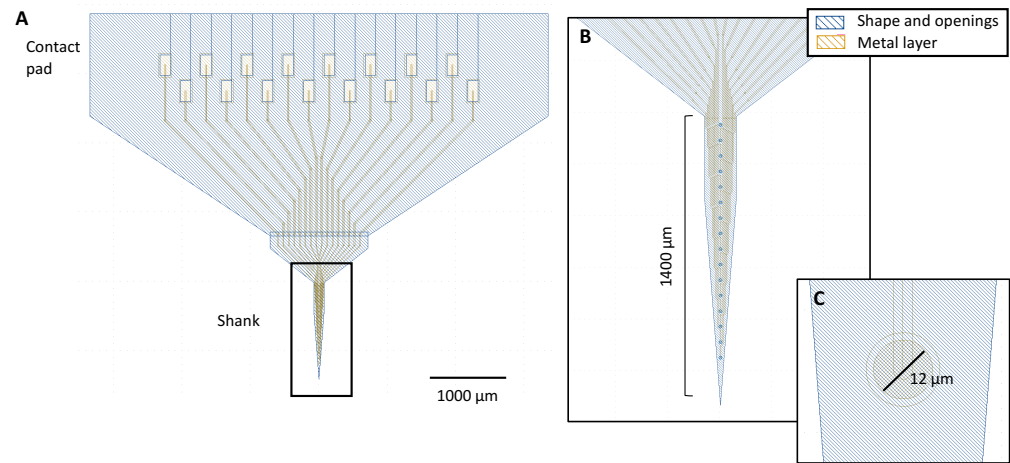 A
Contact
pad
Shank
1000 μm
B
1400 μm
Shape and openings
Metal layer
C
12 μm